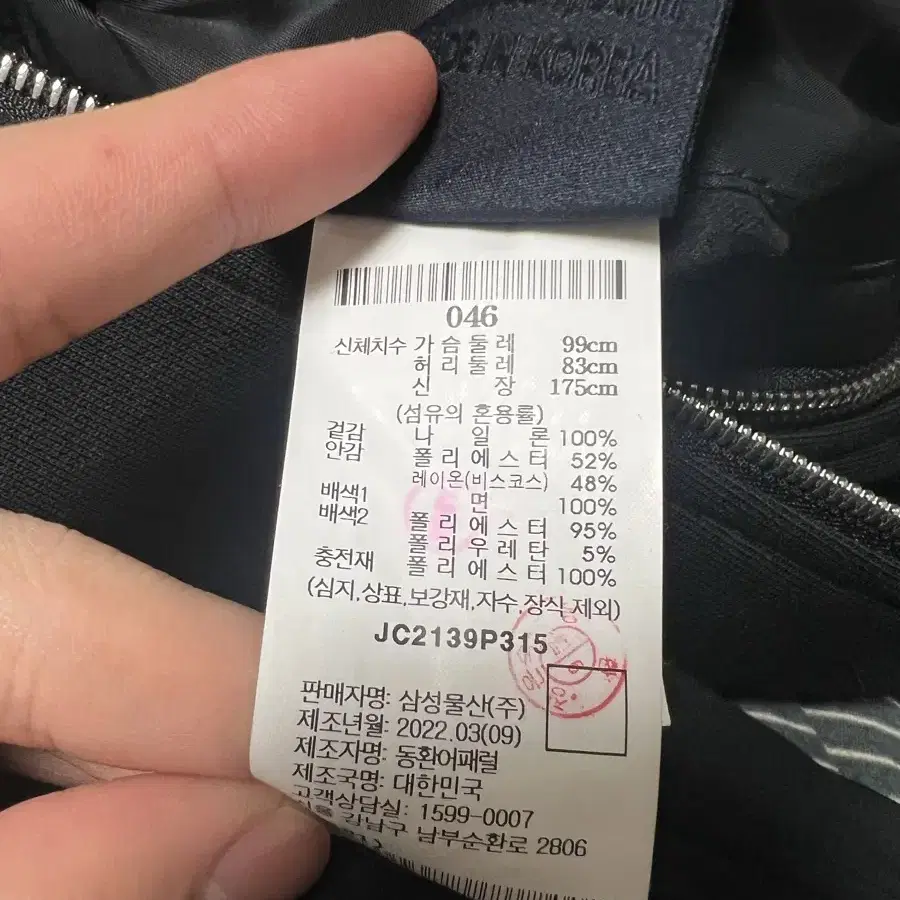 IN KOREA
046
신체치수 가슴둘레 99cm
허리둘레 83cm
신장 175cm
(섬유의 혼용률)
겉감 나일론 100%
안감 폴리에스터 52%
레이온(비스코스) 48%
배색1 면 100%
배색2 폴리에스터 95%
폴리우레탄 5%
충전재 폴리에스터 100%
(심지,상표,보강재,자수,장식 제외)
JC2139P315
판매자명: 삼성물산(주)
제조년월: 2022.03(09)
제조자명: 동환어패럴
제조국명: 대한민국
고객상담실: 1599-0007
강남구 남부순환로 2806